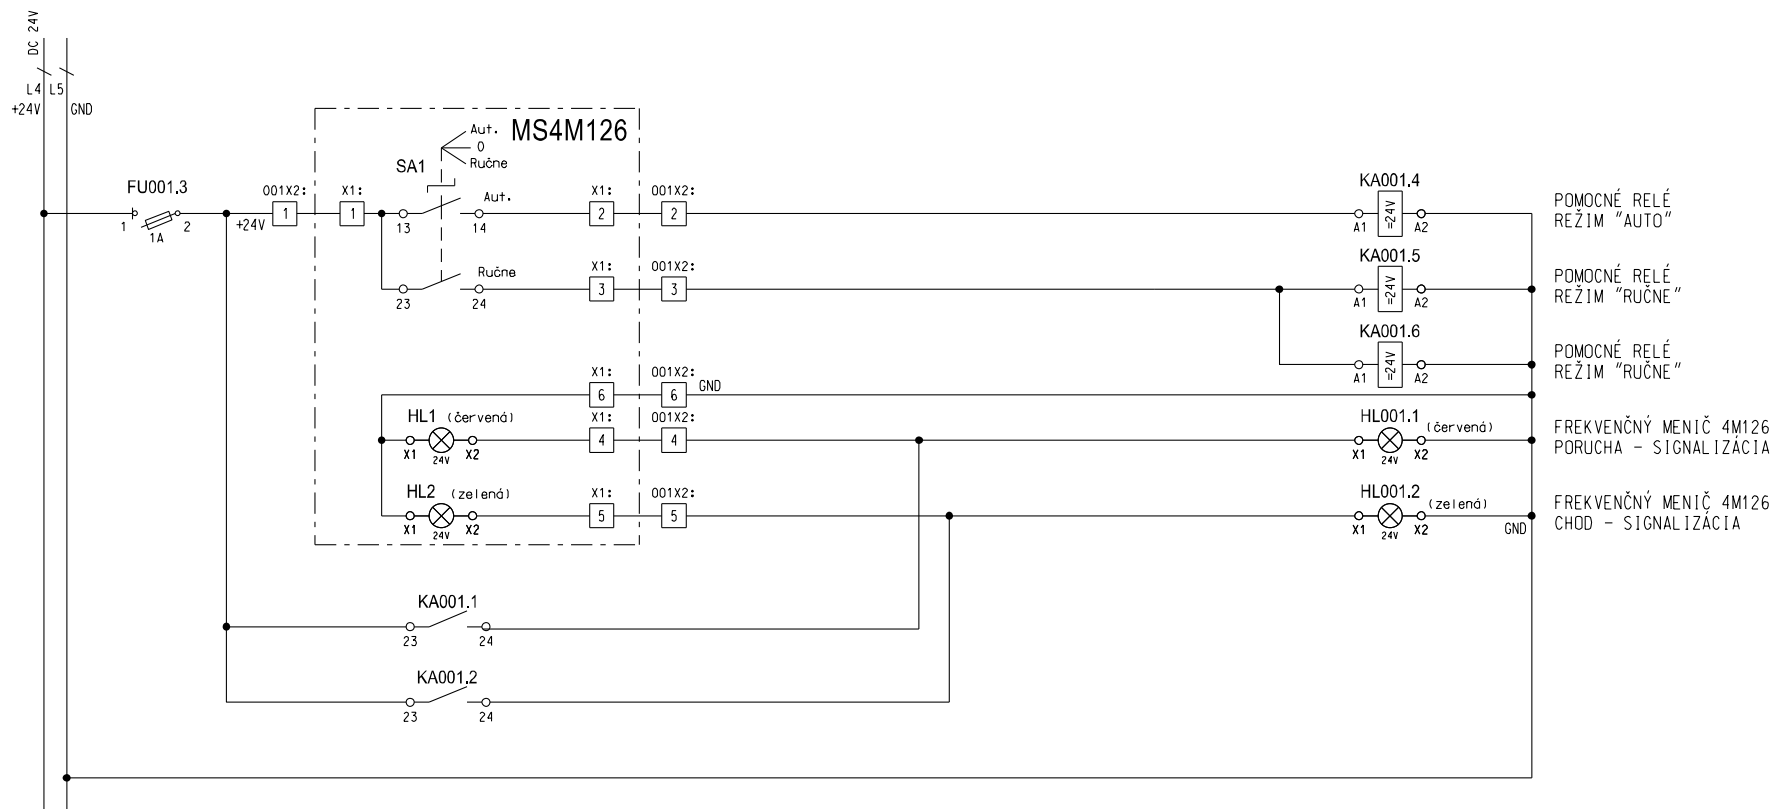 DC 24V
L4 L5
+24V GND
MS4M126
Aut.
0
Ručne
SA1
FU001.3
1 2
1A
+24V
001X2: X1:
1 1
13 14
Aut.
X1: 001X2:
2 2
KA001.4
A1 =24V A2
POMOCNÉ RELÉ
REŽIM "AUTO"
23 24
Ručne
X1: 001X2:
3 3
KA001.5
A1 =24V A2
POMOCNÉ RELÉ
REŽIM "RUČNE"
KA001.6
A1 =24V A2
POMOCNÉ RELÉ
REŽIM "RUČNE"
X1: 001X2:
6 6 GND
HL1 (červená)
X1 24V X2
X1: 001X2:
4 4
HL001.1 (červená)
X1 24V X2
FREKVENČNÝ MENIČ 4M126
PORUCHA - SIGNALIZÁCIA
HL2 (zelená)
X1 24V X2
X1: 001X2:
5 5
HL001.2 (zelená)
X1 24V X2
GND
FREKVENČNÝ MENIČ 4M126
CHOD - SIGNALIZÁCIA
KA001.1
23 24
KA001.2
23 24